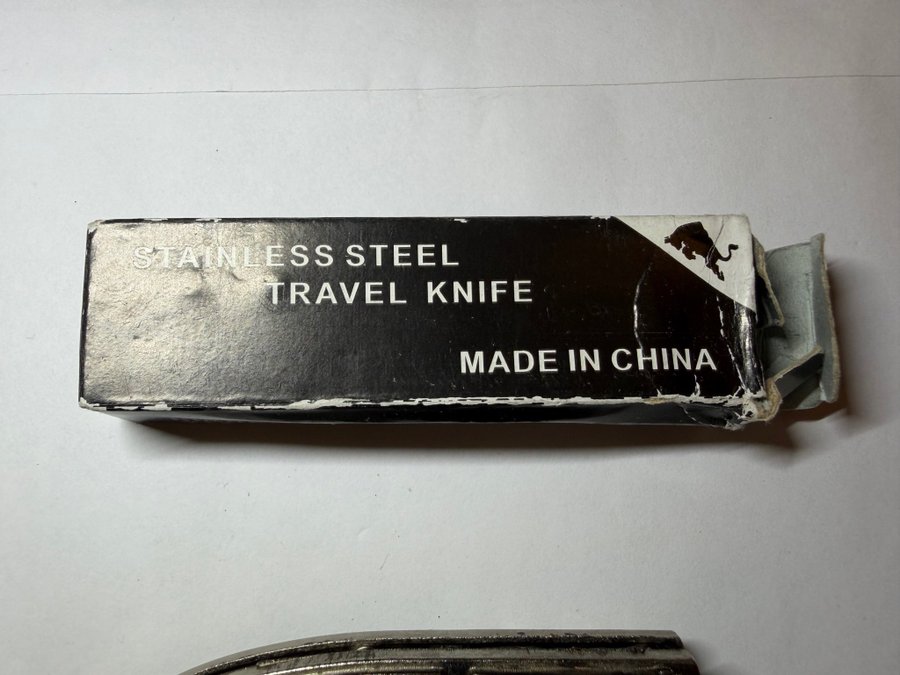 STAINLESS STEEL
TRAVEL KNIFE
MADE IN CHINA